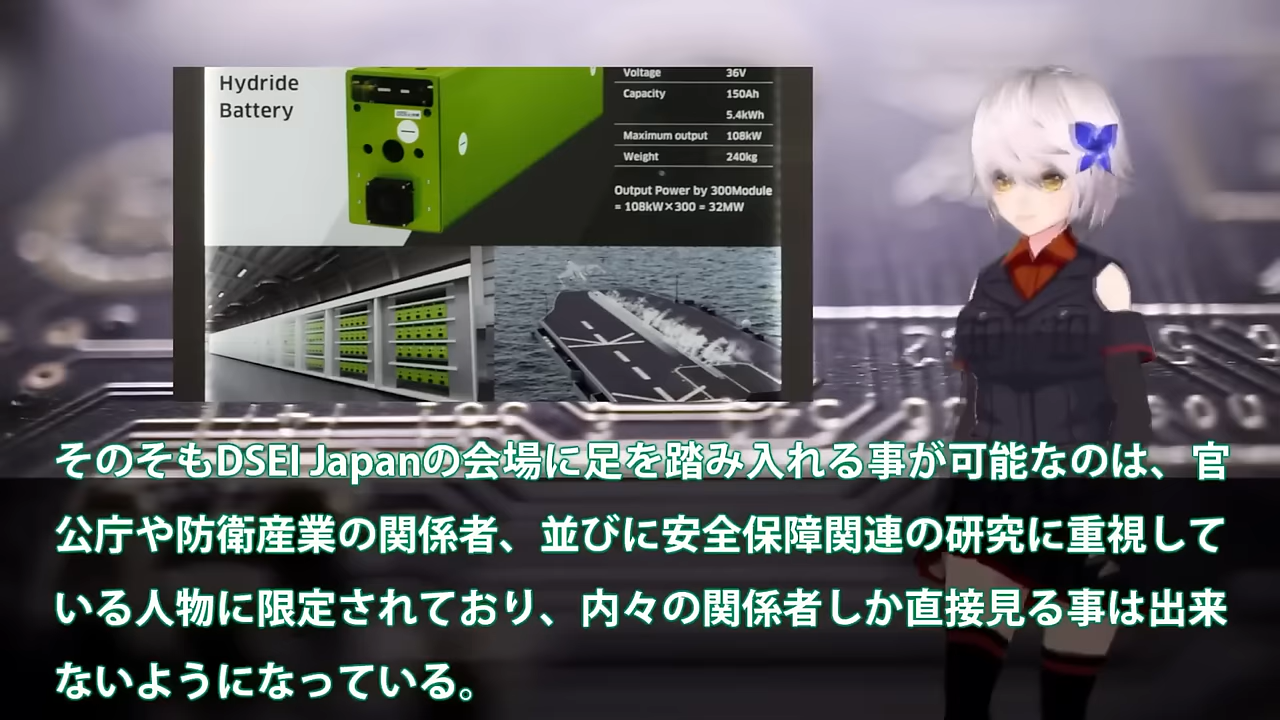 Hydride
Battery
Voltage 36V
Capacity 150Ah
5.4kWh
Maximum output 108kW
Weight 240kg
Output Power by 300Module
= 108kW×300 = 32MW
そのそもDSEI Japanの会場に足を踏み入れる事が可能なのは、官
公庁や防衛産業の関係者、並びに安全保障関連の研究に重視して
いる人物に限定されており、内々の関係者しか直接見る事は出来
ないようになっている。